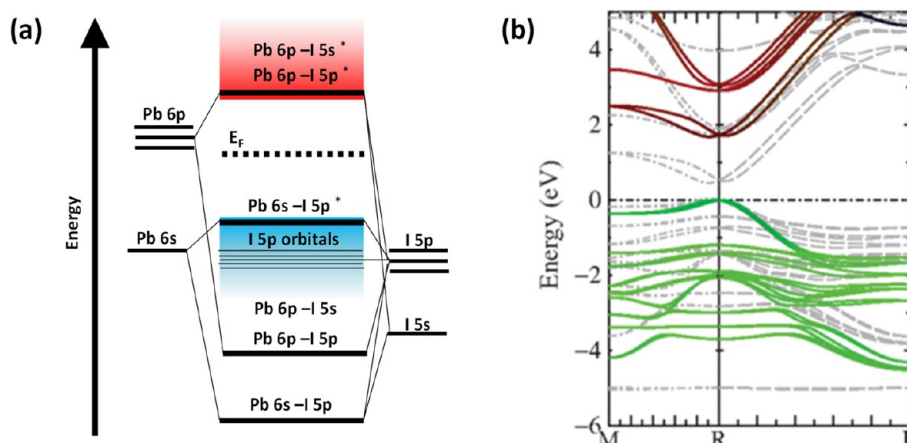 (a)
Energy
Pb 6p
Pb 6s
Pb 6p –I 5s *
Pb 6p –I 5p *
E_F
Pb 6s –I 5p *
I 5p orbitals
Pb 6p –I 5s
Pb 6p –I 5p
Pb 6s –I 5p
I 5p
I 5s
(b)
Energy (eV)
4
2
0
−2
−4
−6
M
R